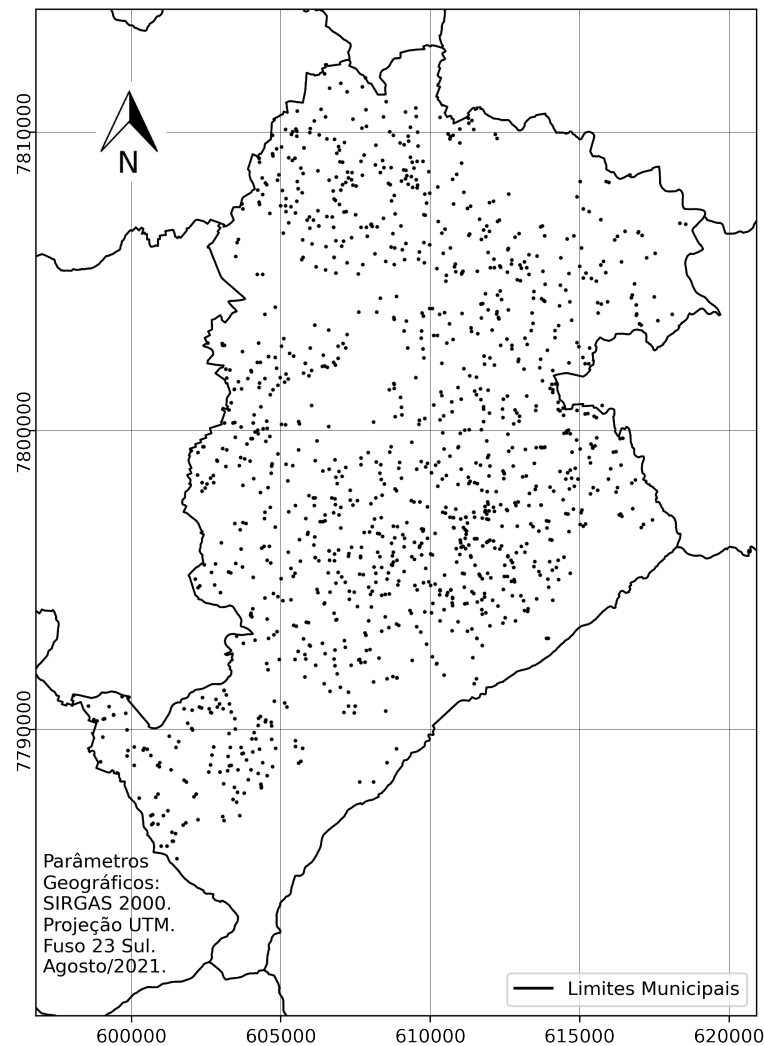 7810000
N
7800000
7790000
Parâmetros
Geográficos:
SIRGAS 2000.
Projeção UTM.
Fuso 23 Sul.
Agosto/2021.
Limites Municipais
600000 605000 610000 615000 620000